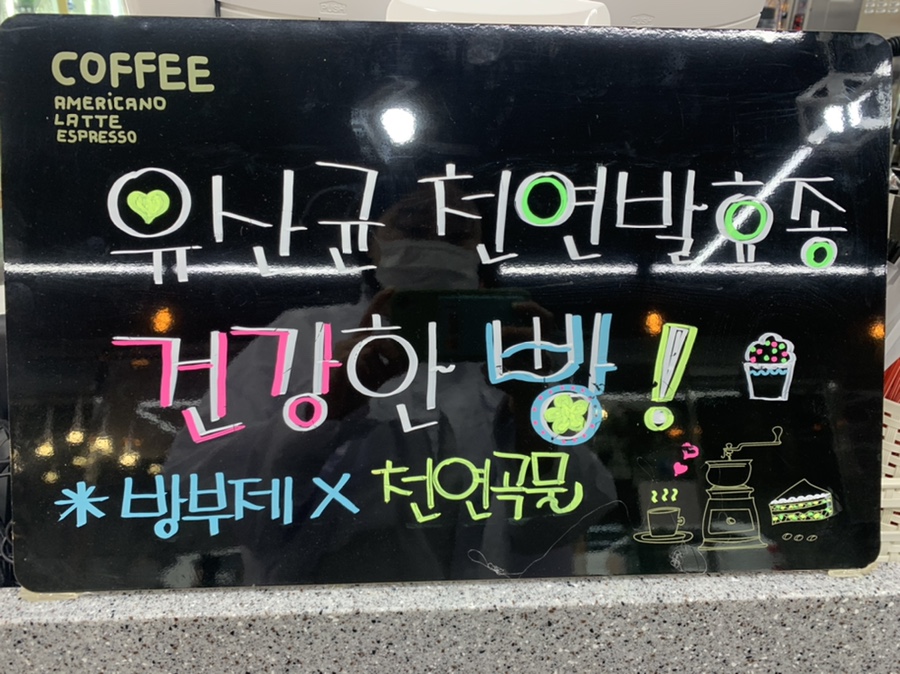 COFFEE
AMERICANO
LATTE
ESPRESSO
유산균 천연발효종
건강한 빵!
* 방부제 X 천연곡물